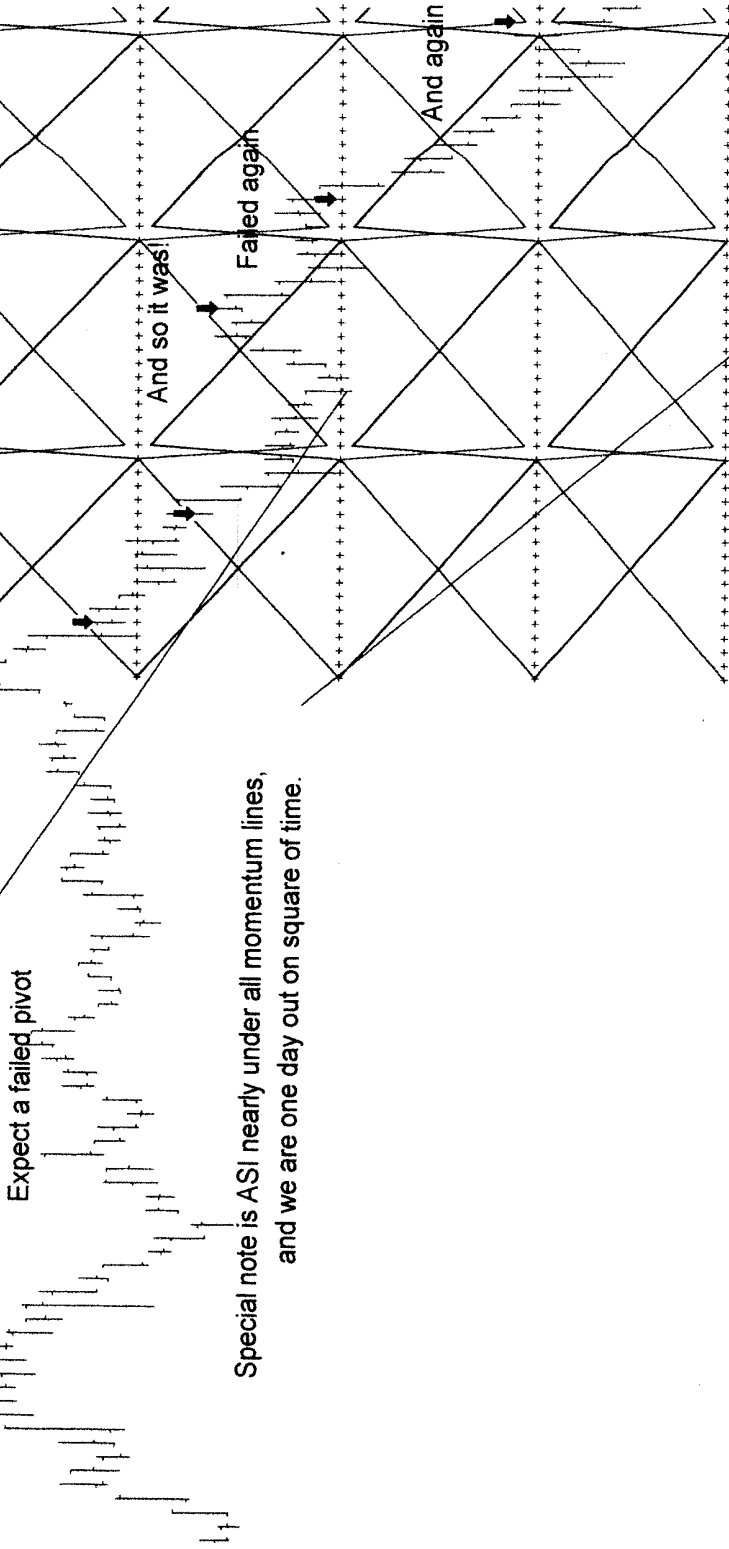 Expect a failed pivot
Special note is ASI nearly under all momentum lines,
and we are one day out on square of time.
And so it was!
Failed again
And again